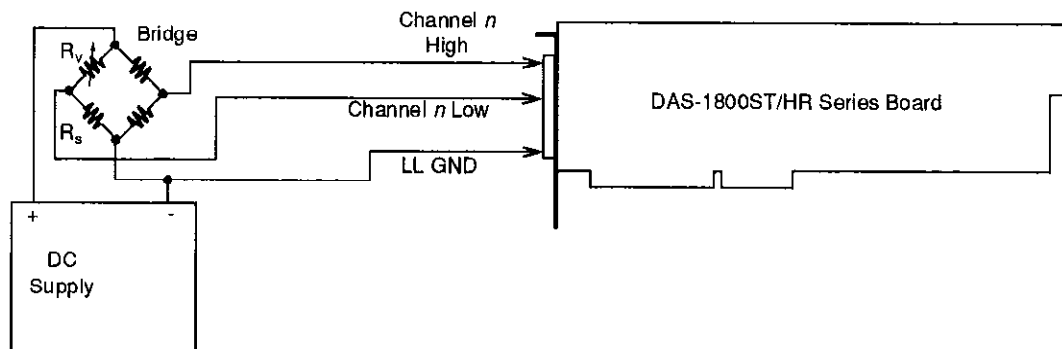 Channel n
High
Bridge
Rv
DAS-1800ST/HR Series Board
Channel n Low
Rs
LL GND
+ -
DC
Supply